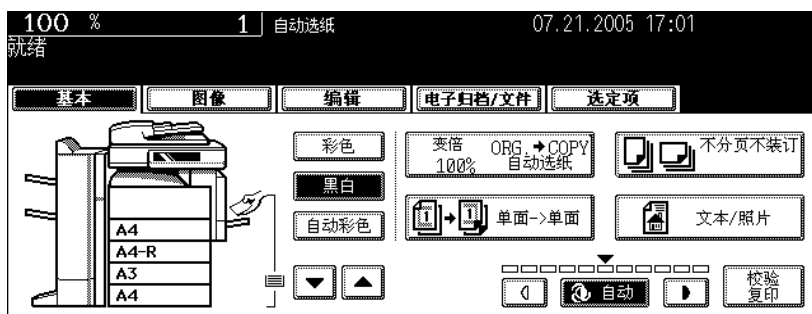 100 % 1 自动选纸 07.21.2005 17:01
就绪
基本 图像 编辑 电子归档/文件 选定项
彩色
黑白
自动彩色
变倍 ORG.→COPY
100% 自动选纸
不分页不装订
1→1 单面->单面
文本/照片
A4
A4-R
A3
A4
自动
校验
复印